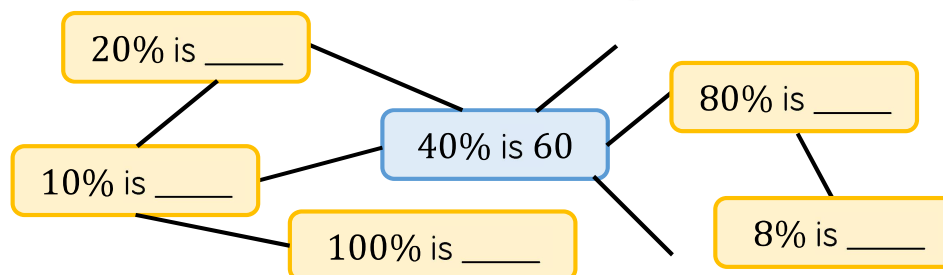 20% is _____
80% is _____
40% is 60
10% is _____
100% is _____
8% is _____